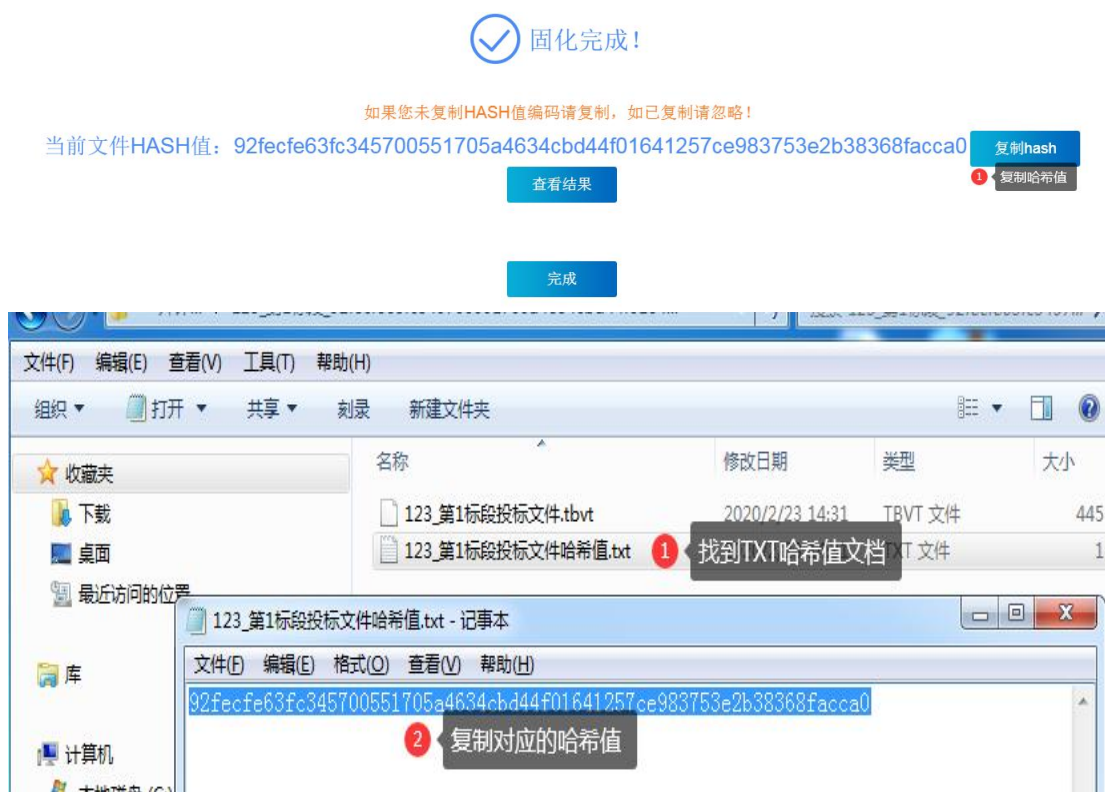 固化完成！
如果您未复制HASH值编码请复制，如已复制请忽略！
当前文件HASH值：92fecfe63fc345700551705a4634cbd44f01641257ce983753e2b38368facca0 复制hash
1 复制哈希值
查看结果
完成
文件(F) 编辑(E) 查看(V) 工具(T) 帮助(H)
组织 打开 共享 刻录 新建文件夹
名称 修改日期 类型 大小
收藏夹
下载
桌面
最近访问的位置
库
计算机
123_第1标段投标文件.tbvt 2020/2/23 14:31 TBVT 文件 445
123_第1标段投标文件哈希值.txt 1 找到TXT哈希值文档 TXT 文件 1
123_第1标段投标文件哈希值.txt - 记事本
文件(F) 编辑(E) 格式(O) 查看(V) 帮助(H)
92fecfe63fc345700551705a4634cbd44f01641257ce983753e2b38368facca0
2 复制对应的哈希值